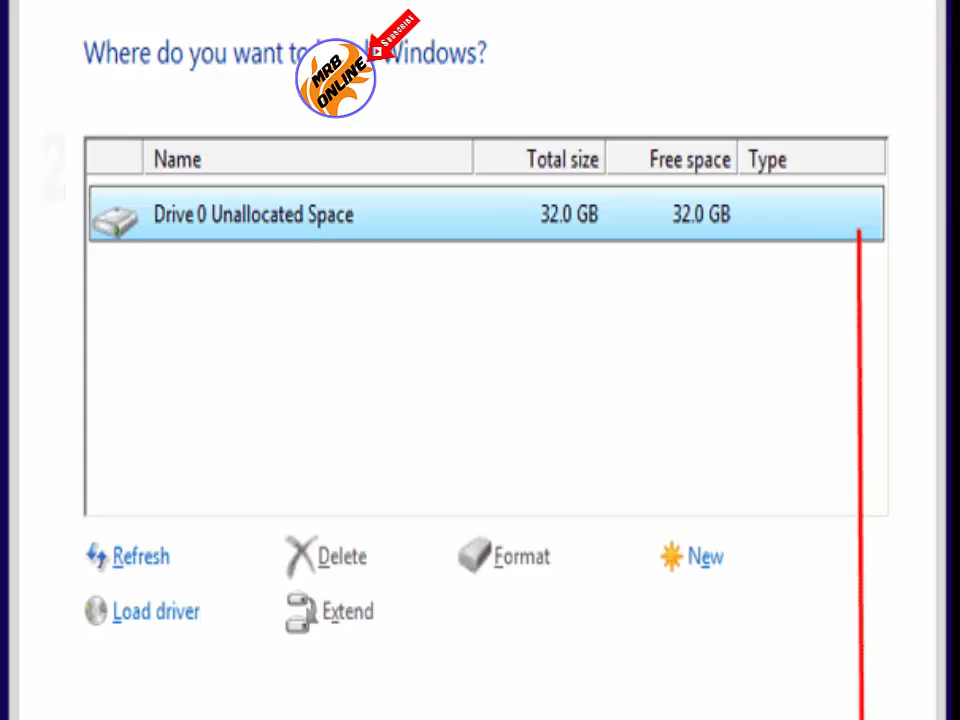 Where do you want to Windows?
Subscribe
MRB
ONLINE
2
Name Total size Free space Type
Drive 0 Unallocated Space 32.0 GB 32.0 GB
Refresh Delete Format New
Load driver Extend